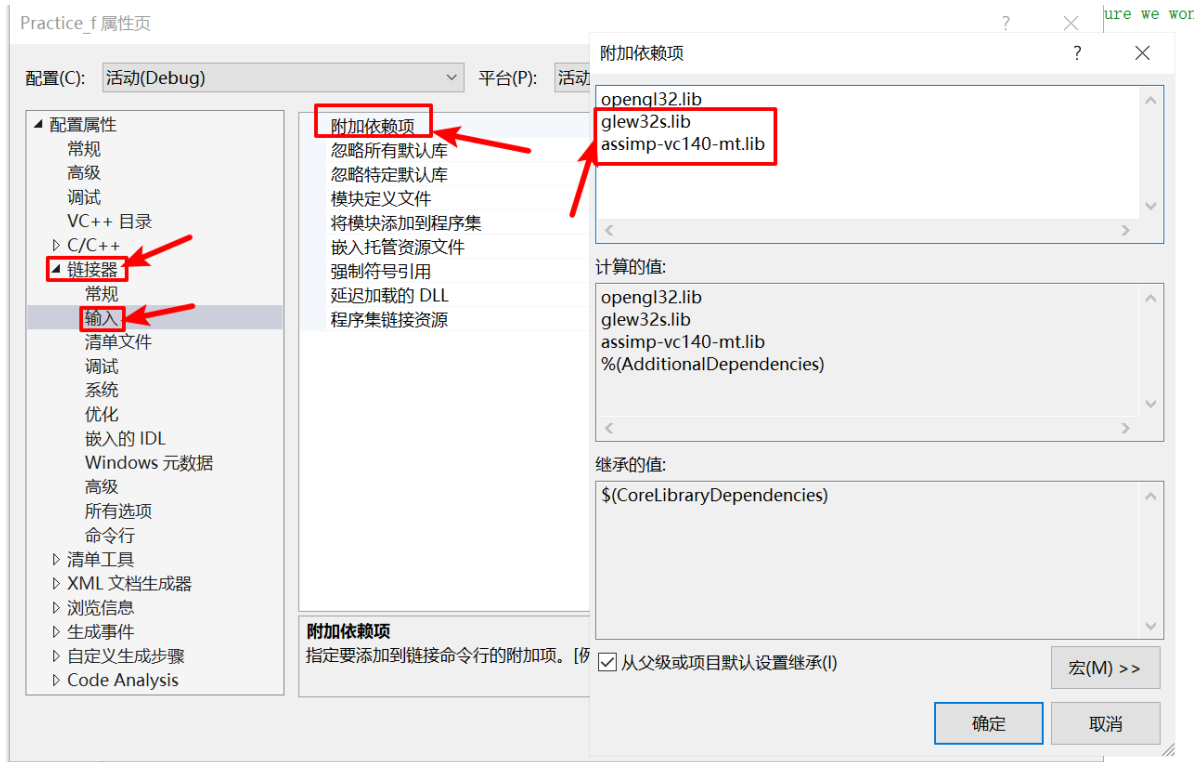 Practice_f 属性页
ure we won
配置(C):
活动(Debug)
平台(P):
活动
配置属性
常规
高级
调试
VC++ 目录
C/C++
链接器
常规
输入
清单文件
调试
系统
优化
嵌入的 IDL
Windows 元数据
高级
所有选项
命令行
清单工具
XML 文档生成器
浏览信息
生成事件
自定义生成步骤
Code Analysis
附加依赖项
忽略所有默认库
忽略特定默认库
模块定义文件
将模块添加到程序集
嵌入托管资源文件
强制符号引用
延迟加载的 DLL
程序集链接资源
附加依赖项
指定要添加到链接命令行的附加项。[例
附加依赖项
opengl32.lib
glew32s.lib
assimp-vc140-mt.lib
计算的值:
opengl32.lib
glew32s.lib
assimp-vc140-mt.lib
%(AdditionalDependencies)
继承的值:
$(CoreLibraryDependencies)
从父级或项目默认设置继承(I)
宏(M) >>
确定
取消